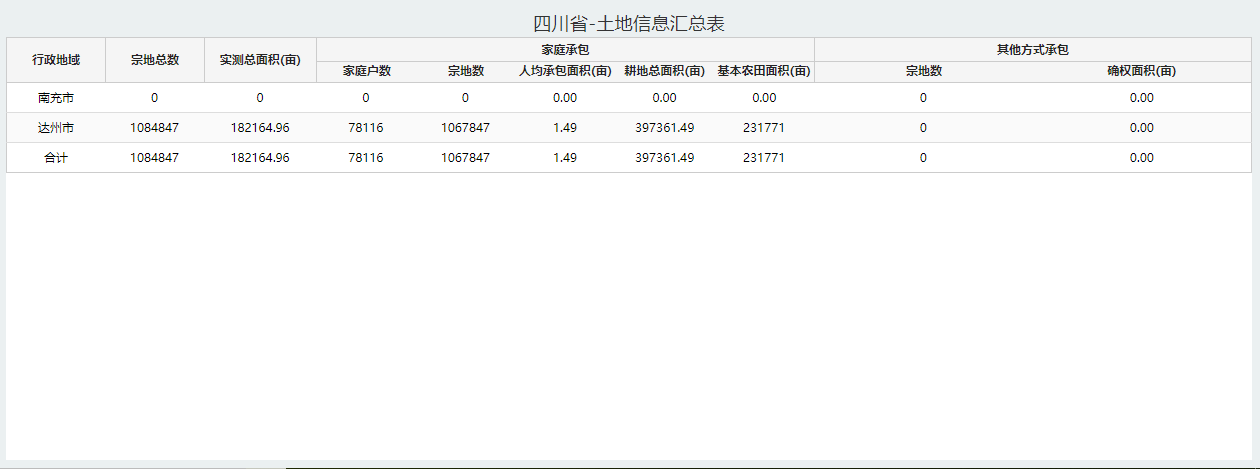 四川省-土地信息汇总表
行政地域 宗地总数 实测总面积(亩) 家庭承包 其他方式承包
家庭户数 宗地数 人均承包面积(亩) 耕地总面积(亩) 基本农田面积(亩) 宗地数 确权面积(亩)
南充市 0 0 0 0 0.00 0.00 0.00 0 0.00
达州市 1084847 182164.96 78116 1067847 1.49 397361.49 231771 0 0.00
合计 1084847 182164.96 78116 1067847 1.49 397361.49 231771 0 0.00